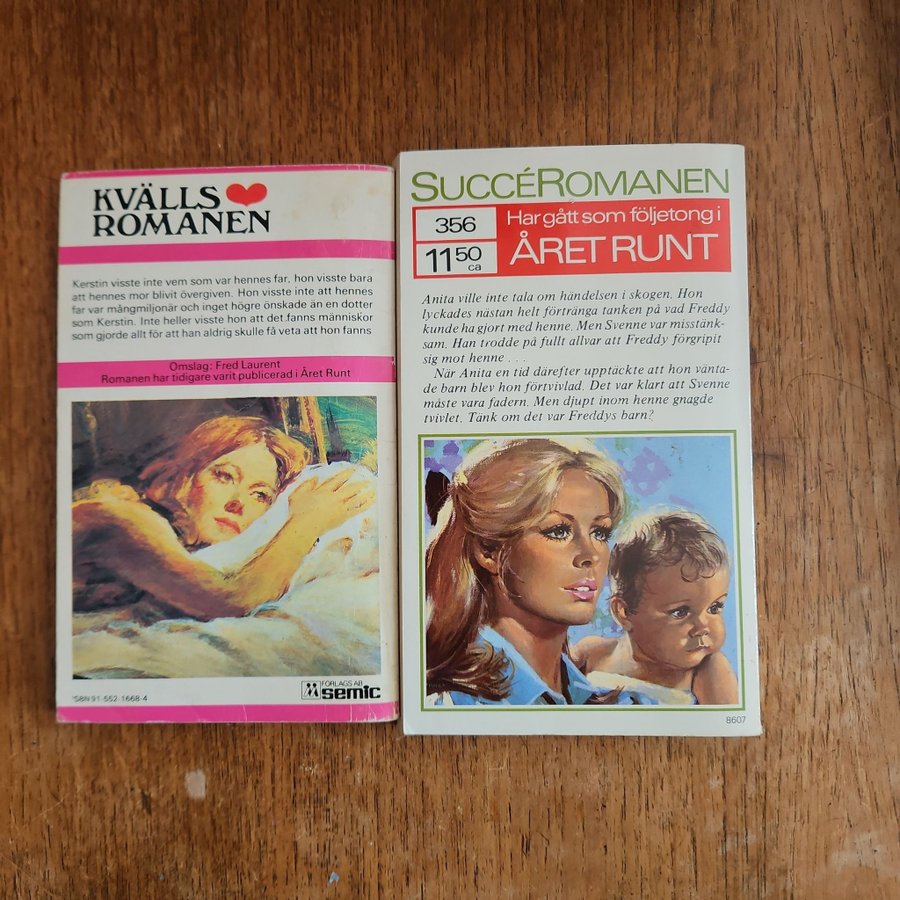 KVÄLLS
ROMANEN
Kerstin visste inte vem som var hennes far, hon visste bara
att hennes mor blivit övergiven. Hon visste inte att hennes
far var mångmiljonär och inget högre önskade än en dotter
som Kerstin. Inte heller visste hon att det fanns människor
som gjorde allt för att han aldrig skulle få veta att hon fanns
Omslag: Fred Laurent
Romanen har tidigare varit publicerad i Året Runt
ISBN 91-552-1668-4
FÖRLAGS AB
semic
SUCCÉROMANEN
356
11 50
ca
Har gått som följetong i
ÅRET RUNT
Anita ville inte tala om händelsen i skogen. Hon
lyckades nästan helt förtränga tanken på vad Freddy
kunde ha gjort med henne. Men Svenne var misstänk-
sam. Han trodde på fullt allvar att Freddy förgripit
sig mot henne . . .
När Anita en tid därefter upptäckte att hon vänta-
de barn blev hon förtvivlad. Det var klart att Svenne
måste vara fadern. Men djupt inom henne gnagde
tvivlet. Tänk om det var Freddys barn?
8607